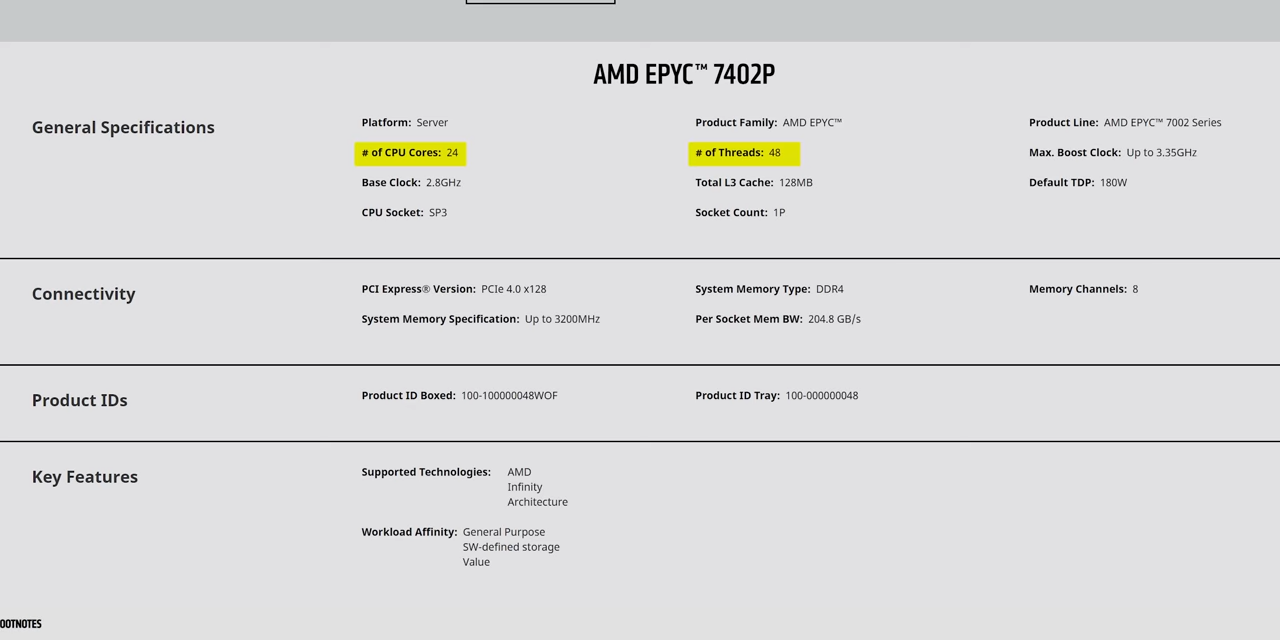 AMD EPYC™ 7402P
General Specifications
Platform: Server
Product Family: AMD EPYC™
Product Line: AMD EPYC™ 7002 Series
# of CPU Cores: 24
# of Threads: 48
Max. Boost Clock: Up to 3.35GHz
Base Clock: 2.8GHz
Total L3 Cache: 128MB
Default TDP: 180W
CPU Socket: SP3
Socket Count: 1P
Connectivity
PCI Express® Version: PCIe 4.0 x128
System Memory Type: DDR4
Memory Channels: 8
System Memory Specification: Up to 3200MHz
Per Socket Mem BW: 204.8 GB/s
Product IDs
Product ID Boxed: 100-100000048WOF
Product ID Tray: 100-000000048
Key Features
Supported Technologies: AMD
Infinity
Architecture
Workload Affinity: General Purpose
SW-defined storage
Value
OOTNOTES